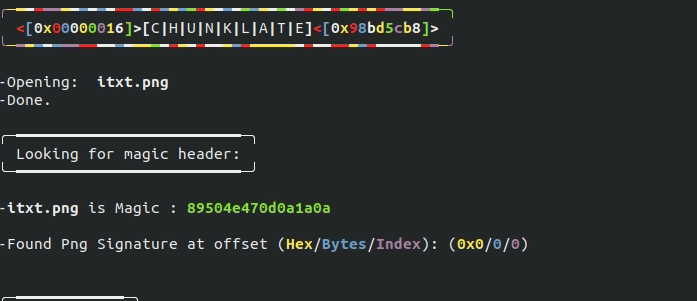 <[0x00000016]>[C|H|U|N|K|L|A|T|E]<[0x98bd5cb8]>
-Opening:  itxt.png
-Done.
Looking for magic header:
-itxt.png is Magic : 89504e470d0a1a0a
-Found Png Signature at offset (Hex/Bytes/Index): (0x0/0/0)